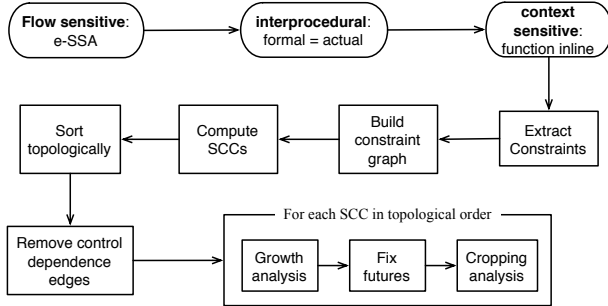 Flow sensitive:
e-SSA
interprocedural:
formal = actual
context
sensitive:
function inline
Sort
topologically
Compute
SCCs
Build
constraint
graph
Extract
Constraints
Remove control
dependence
edges
For each SCC in topological order
Growth
analysis
Fix
futures
Cropping
analysis